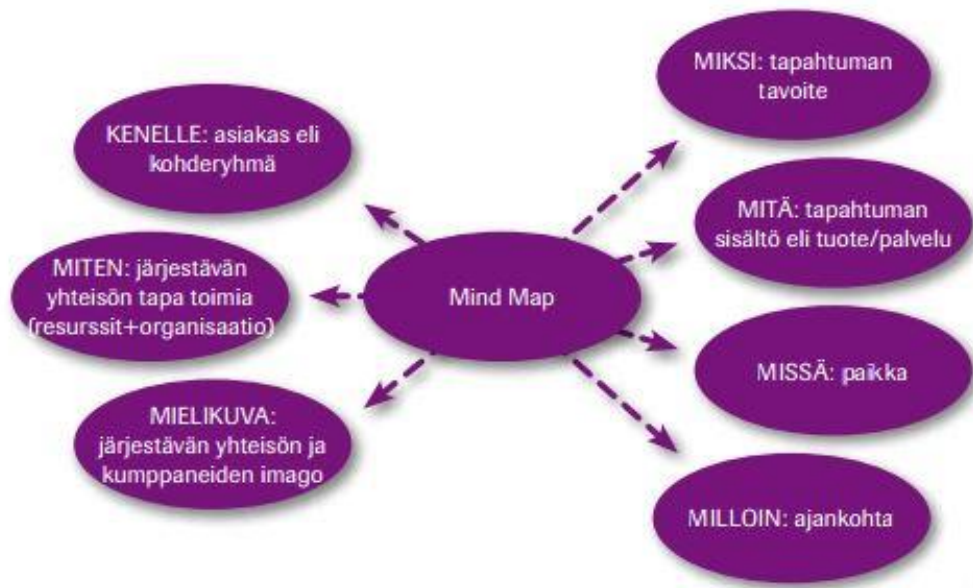 MIKSI: tapahtuman
tavoite
KENELLE: asiakas eli
kohderyhmä
MITÄ: tapahtuman
sisältö eli tuote/palvelu
MITEN: järjestävän
yhteisön tapa toimia
(resurssit+organisaatio)
Mind Map
MISSÄ: paikka
MIELIKUVA:
järjestävän yhteisön ja
kumppaneiden imago
MILLOIN: ajankohta